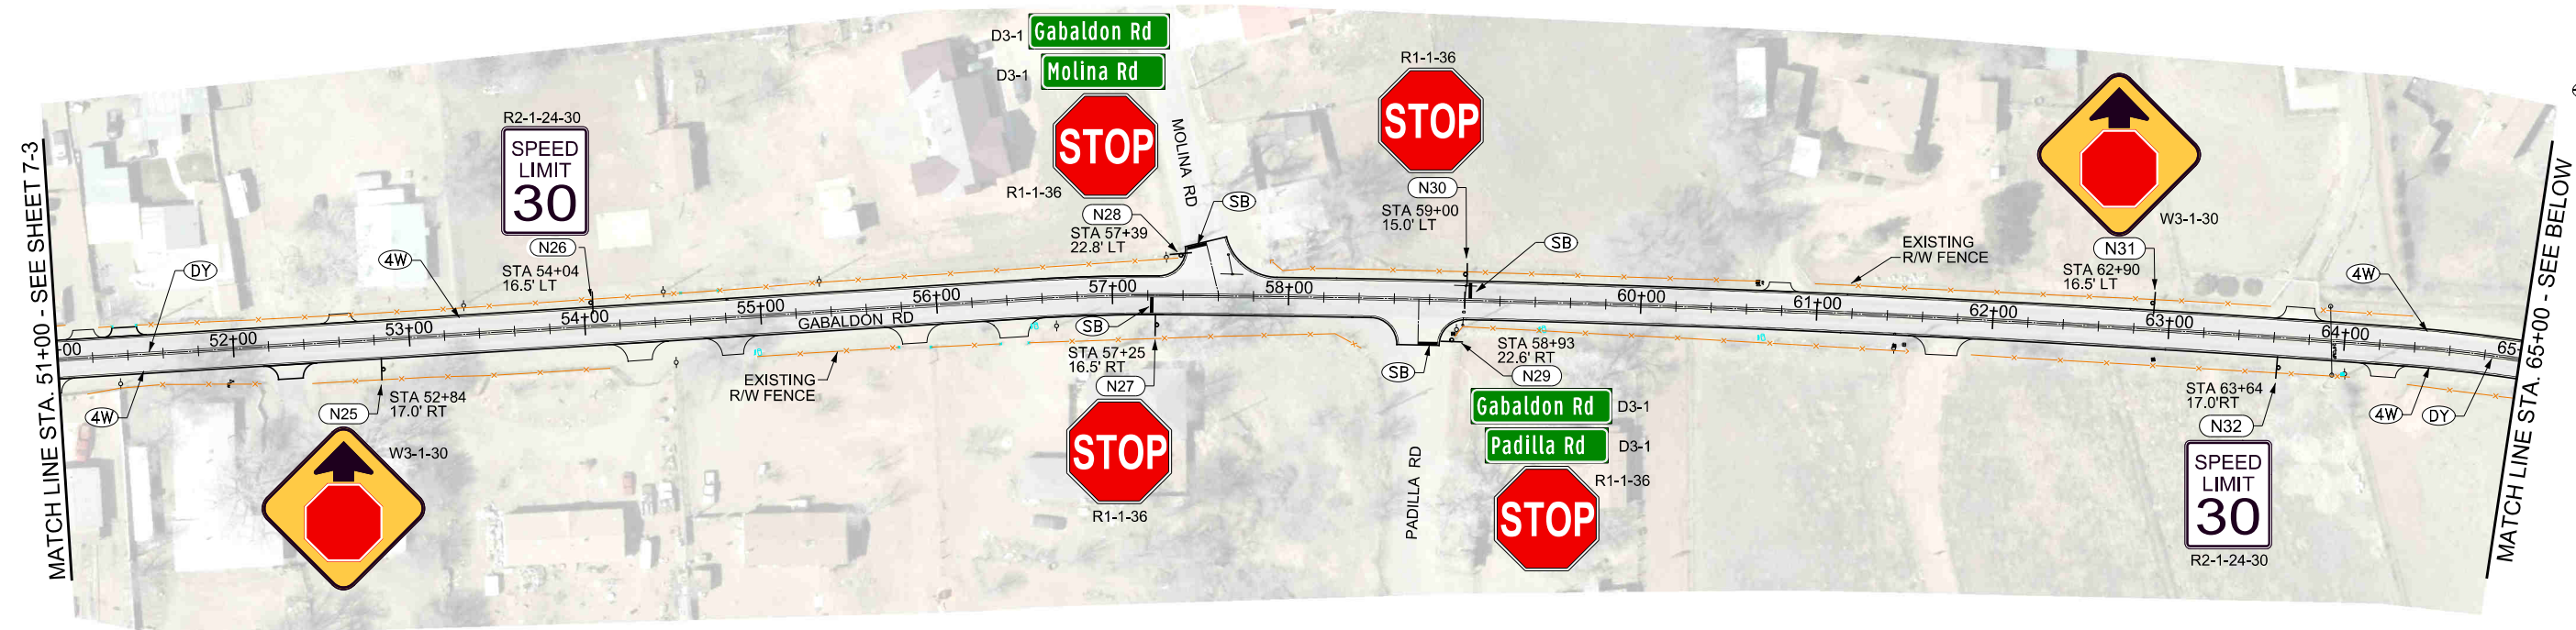 MATCH LINE STA. 51+00 - SEE SHEET 7-3
R2-1-24-30
SPEED
LIMIT
30
N26
STA 54+04
16.5' LT
DY
4W
4W
N25
STA 52+84
17.0' RT
W3-1-30
D3-1
Gabaldon Rd
D3-1
Molina Rd
STOP
R1-1-36
N28
STA 57+39
22.8' LT
MOLINA RD
SB
R1-1-36
STOP
N30
STA 59+00
15.0' LT
SB
52+00
53+00
54+00
55+00
56+00
57+00
58+00
60+00
61+00
62+00
63+00
64+00
GABALDON RD
EXISTING
R/W FENCE
SB
STA 57+25
16.5' RT
N27
STOP
R1-1-36
SB
PADILLA RD
STA 58+93
22.6' RT
N29
Gabaldon Rd
D3-1
Padilla Rd
D3-1
R1-1-36
STOP
EXISTING
R/W FENCE
W3-1-30
N31
STA 62+90
16.5' LT
4W
STA 63+64
17.0'RT
N32
SPEED
LIMIT
30
R2-1-24-30
4W
DY
MATCH LINE STA. 65+00 - SEE BELOW